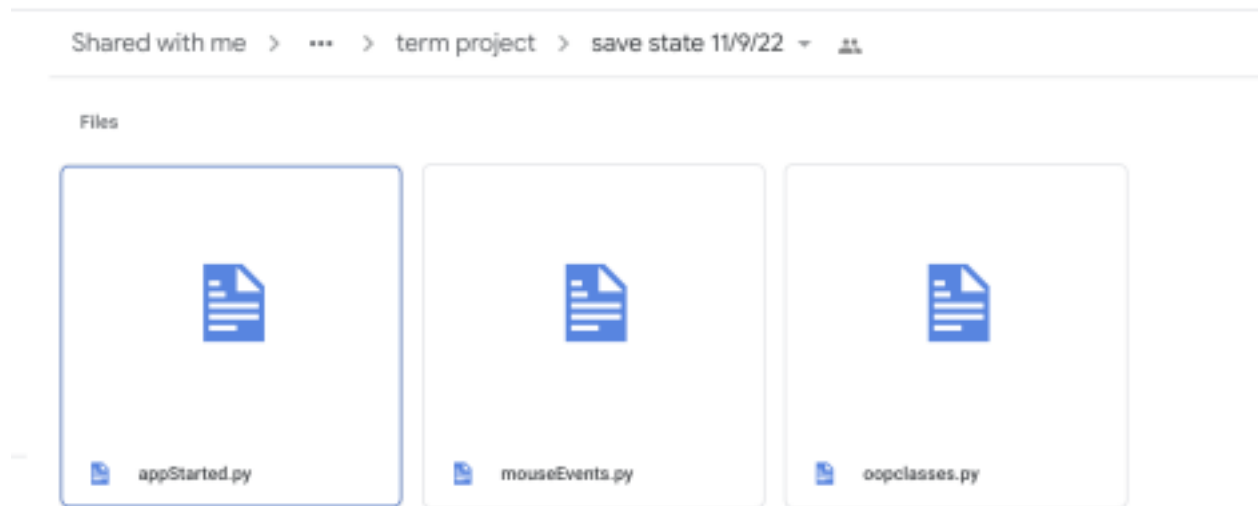 Shared with me > ... > term project > save state 11/9/22
Files
appStarted.py mouseEvents.py oopclasses.py